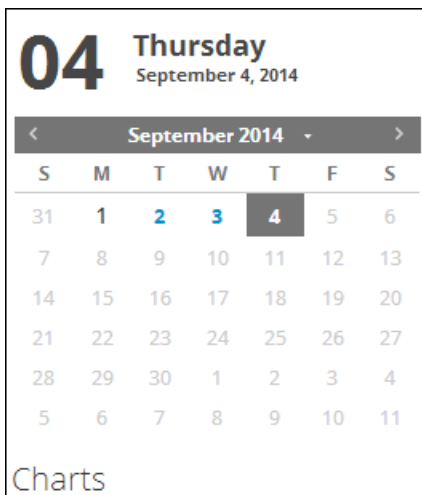 04 Thursday
September 4, 2014
< September 2014 >
S M T W T F S
31 1 2 3 4 5 6
7 8 9 10 11 12 13
14 15 16 17 18 19 20
21 22 23 24 25 26 27
28 29 30 1 2 3 4
5 6 7 8 9 10 11
Charts